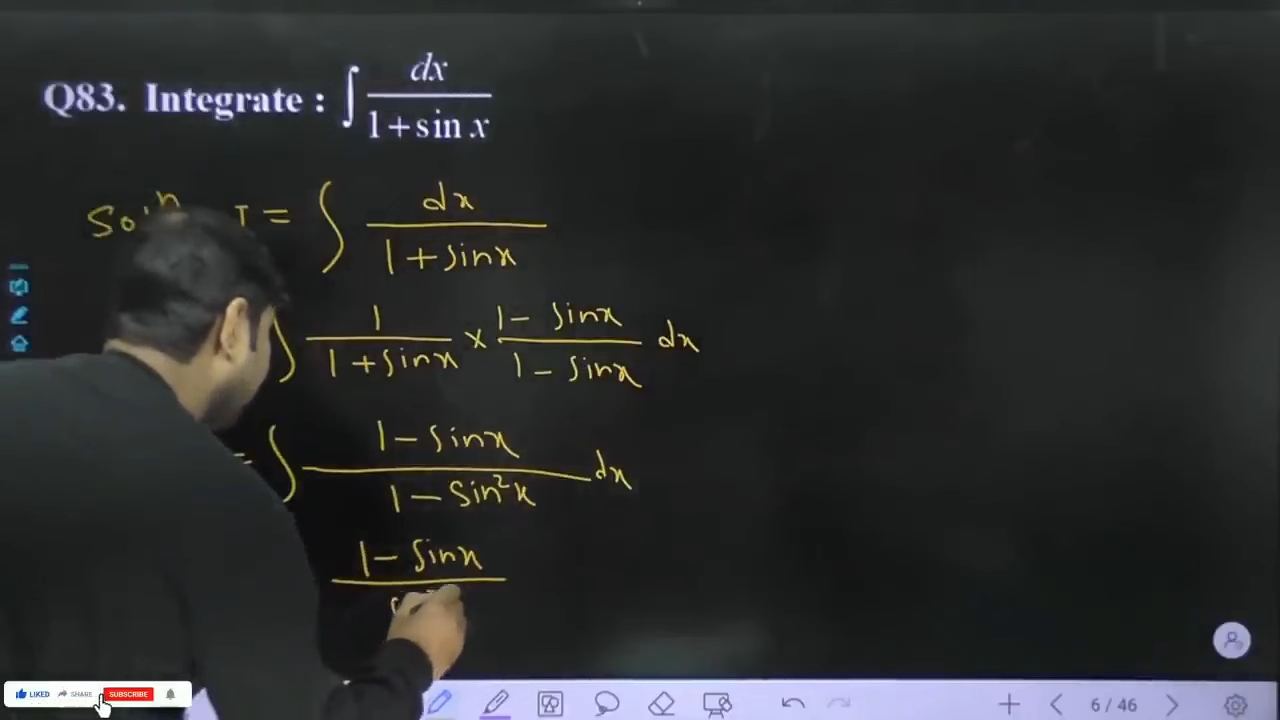 Q83. Integrate : ∫ dx / 1+sin x
I = ∫ dx / 1+sinx
∫ 1 / 1+sinx × 1- sinx / 1- sinx dx
= ∫ 1- sinx / 1- sin²x dx
1- sinx
LIKED SHARE SUBSCRIBE
6 / 46